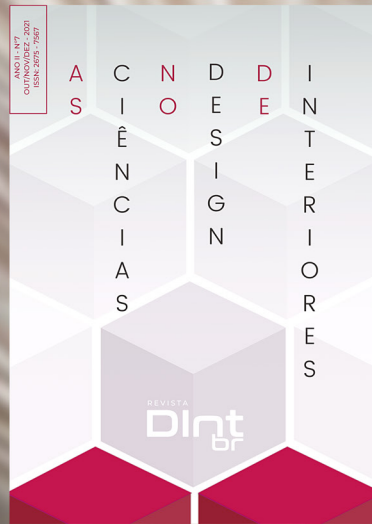 ANO II - Nº7
OUT/NOV/DEZ - 2021
ISSN: 2675 - 7567
AS
CIÊNCIAS
NO
DESIGN
DE
INTERIORES
REVISTA
DInt
br